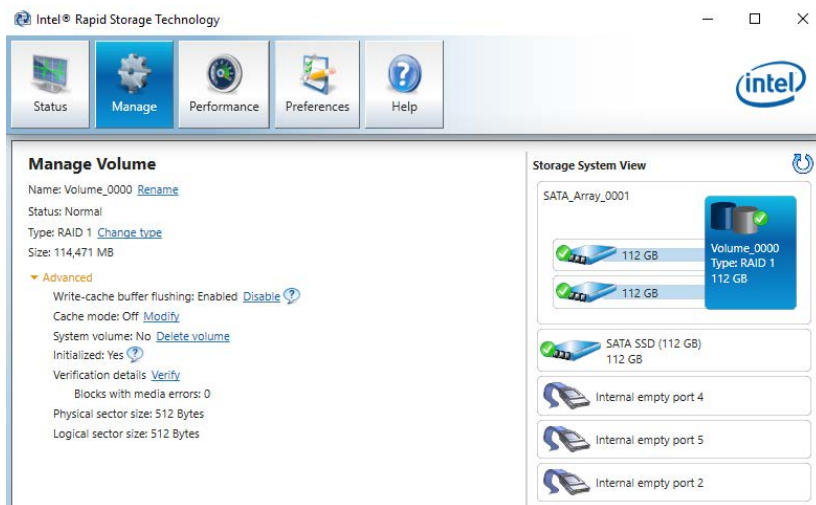 Intel® Rapid Storage Technology
Status
Manage
Performance
Preferences
Help
intel
Manage Volume
Name: Volume_0000 Rename
Status: Normal
Type: RAID 1 Change type
Size: 114,471 MB
Advanced
Write-cache buffer flushing: Enabled Disable ?
Cache mode: Off Modify
System volume: No Delete volume
Initialized: Yes ?
Verification details Verify
Blocks with media errors: 0
Physical sector size: 512 Bytes
Logical sector size: 512 Bytes
Storage System View
SATA_Array_0001
112 GB
112 GB
Volume_0000
Type: RAID 1
112 GB
SATA SSD (112 GB)
112 GB
Internal empty port 4
Internal empty port 5
Internal empty port 2